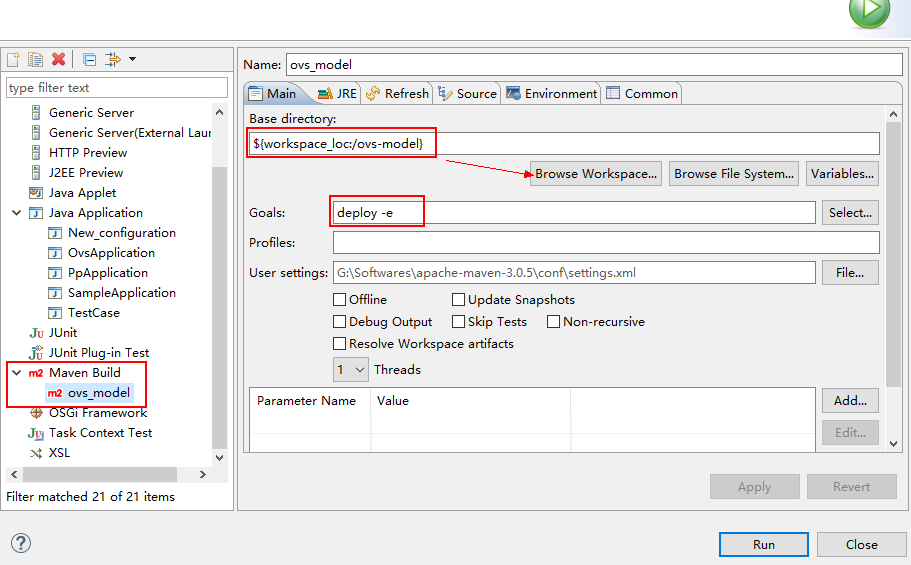 Name: ovs_model
type filter text
Generic Server
Generic Server(External Laun
HTTP Preview
J2EE Preview
Java Applet
Java Application
New_configuration
OvsApplication
PpApplication
SampleApplication
TestCase
JUnit
JUnit Plug-in Test
Maven Build
ovs_model
OSGi Framework
Task Context Test
XSL
Filter matched 21 of 21 items
Main JRE Refresh Source Environment Common
Base directory:
${workspace_loc:/ovs-model}
Browse Workspace... Browse File System... Variables...
Goals: deploy -e Select...
Profiles:
User settings: G:\Softwares\apache-maven-3.0.5\conf\settings.xml File...
Offline Update Snapshots
Debug Output Skip Tests Non-recursive
Resolve Workspace artifacts
1 Threads
Parameter Name Value Add...
Edit...
Apply Revert
Run Close